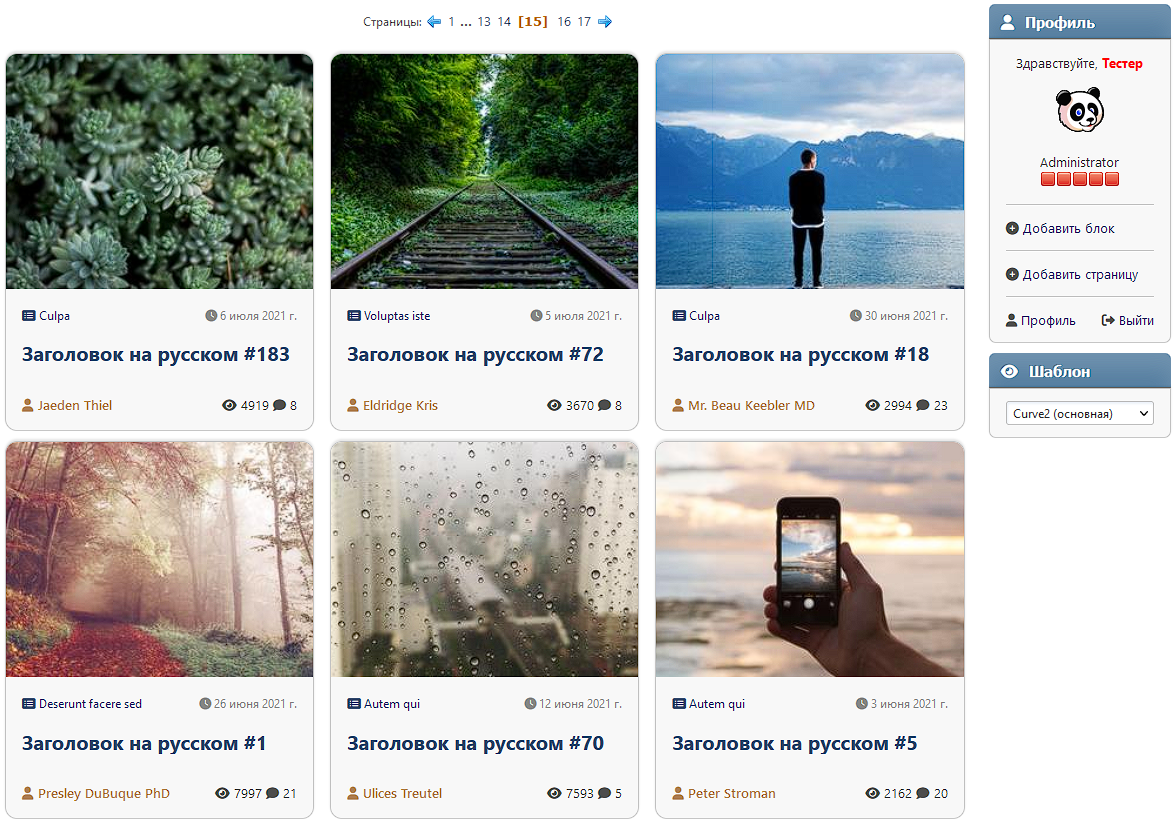 Страницы: 1 ... 13 14 [15] 16 17
Culpa 6 июля 2021 г.
Заголовок на русском #183
Jaeden Thiel 4919 8
Voluptas iste 5 июля 2021 г.
Заголовок на русском #72
Eldridge Kris 3670 8
Culpa 30 июня 2021 г.
Заголовок на русском #18
Mr. Beau Keebler MD 2994 23
Deserunt facere sed 26 июня 2021 г.
Заголовок на русском #1
Presley DuBuque PhD 7997 21
Autem qui 12 июня 2021 г.
Заголовок на русском #70
Ulices Treutel 7593 5
Autem qui 3 июня 2021 г.
Заголовок на русском #5
Peter Stroman 2162 20
Профиль
Здравствуйте, Тестер
Administrator
Добавить блок
Добавить страницу
Профиль Выйти
Шаблон
Curve2 (основная)